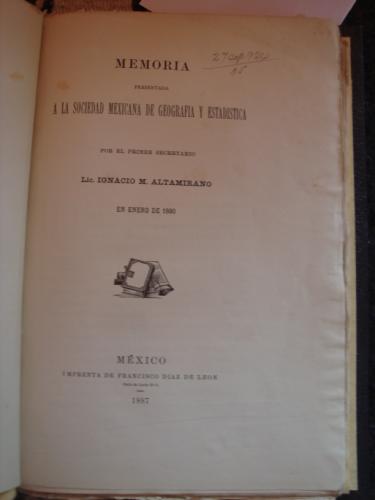 MEMORIA
PRESENTADA
A LA SOCIEDAD MEXICANA DE GEOGRAFIA Y ESTADISTICA
POR EL PRIMER SECRETARIO
Lic. IGNACIO M. ALTAMIRANO
EN ENERO DE 1880
MÉXICO
IMPRENTA DE FRANCISCO DIAZ DE LEON
1887